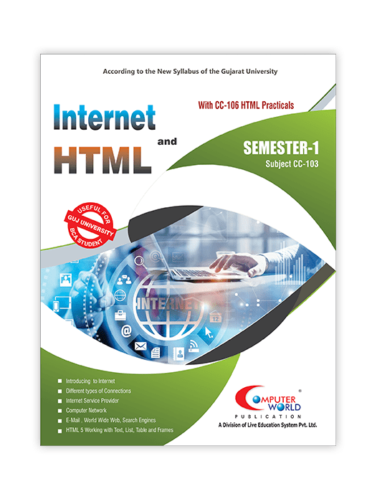 According to the New Syllabus of the Gujarat University
With CC-106 HTML Practicals
Internet
and
HTML
SEMESTER-1
Subject CC-103
USEFUL FOR
GUJ UNIVERSITY
BCA STUDENT
INTERNET
Introducing to Internet
Different types of Connections
Internet Service Provider
Computer Network
E-Mail , World Wide Web, Search Engines
HTML 5 Working with Text, List, Table and Frames
COMPUTER
WORLD
®
PUBLICATION
A Division of Live Education System Pvt. Ltd.